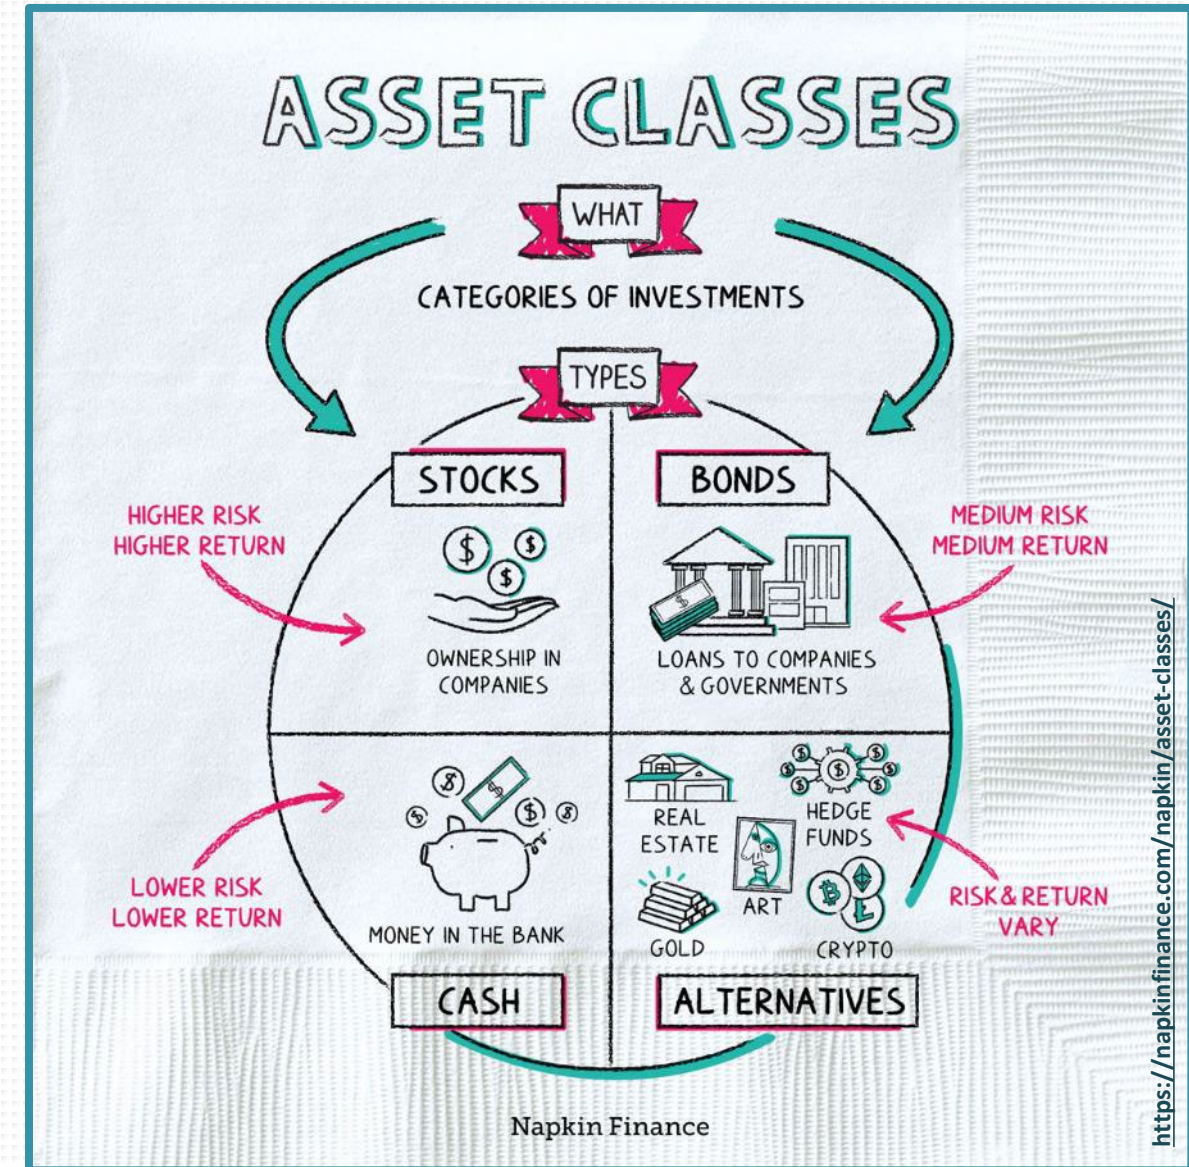 ASSET CLASSES
WHAT
CATEGORIES OF INVESTMENTS
TYPES
STOCKS
HIGHER RISK
HIGHER RETURN
OWNERSHIP IN
COMPANIES
BONDS
MEDIUM RISK
MEDIUM RETURN
LOANS TO COMPANIES
& GOVERNMENTS
LOWER RISK
LOWER RETURN
MONEY IN THE BANK
CASH
REAL
ESTATE
HEDGE
FUNDS
ART
GOLD
CRYPTO
RISK & RETURN
VARY
ALTERNATIVES
Napkin Finance
https://napkinfinance.com/napkin/asset-classes/